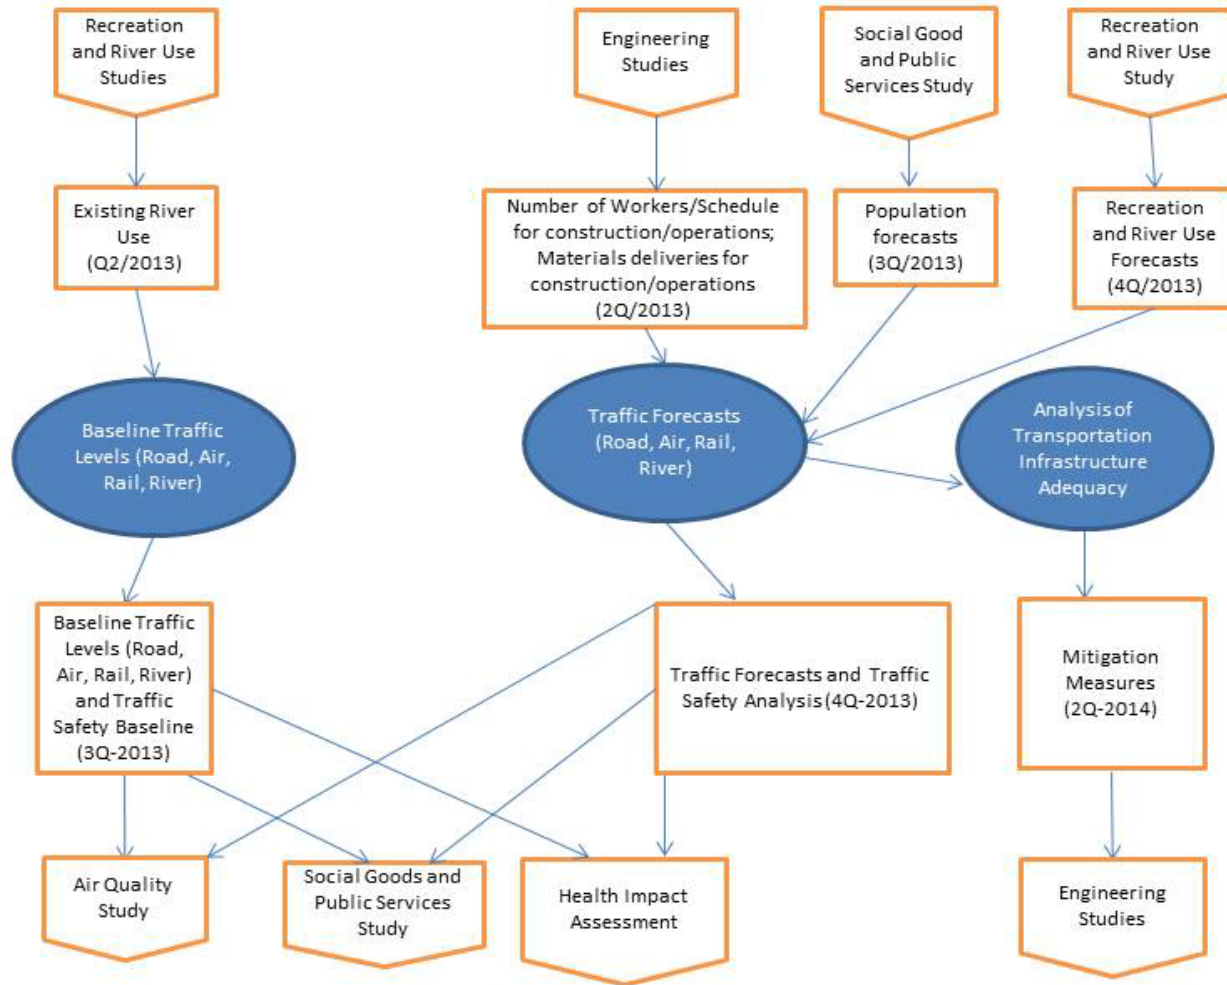 Recreation
and River Use
Studies
Engineering
Studies
Social Good
and Public
Services Study
Recreation
and River Use
Study
Existing River
Use
(Q2/2013)
Number of Workers/Schedule
for construction/operations;
Materials deliveries for
construction/operations
(2Q/2013)
Population
forecasts
(3Q/2013)
Recreation
and River Use
Forecasts
(4Q/2013)
Baseline Traffic
Levels (Road, Air,
Rail, River)
Traffic Forecasts
(Road, Air, Rail,
River)
Analysis of
Transportation
Infrastructure
Adequacy
Baseline Traffic
Levels (Road,
Air, Rail, River)
and Traffic
Safety Baseline
(3Q-2013)
Traffic Forecasts and Traffic
Safety Analysis (4Q-2013)
Mitigation
Measures
(2Q-2014)
Air Quality
Study
Social Goods and
Public Services
Study
Health Impact
Assessment
Engineering
Studies